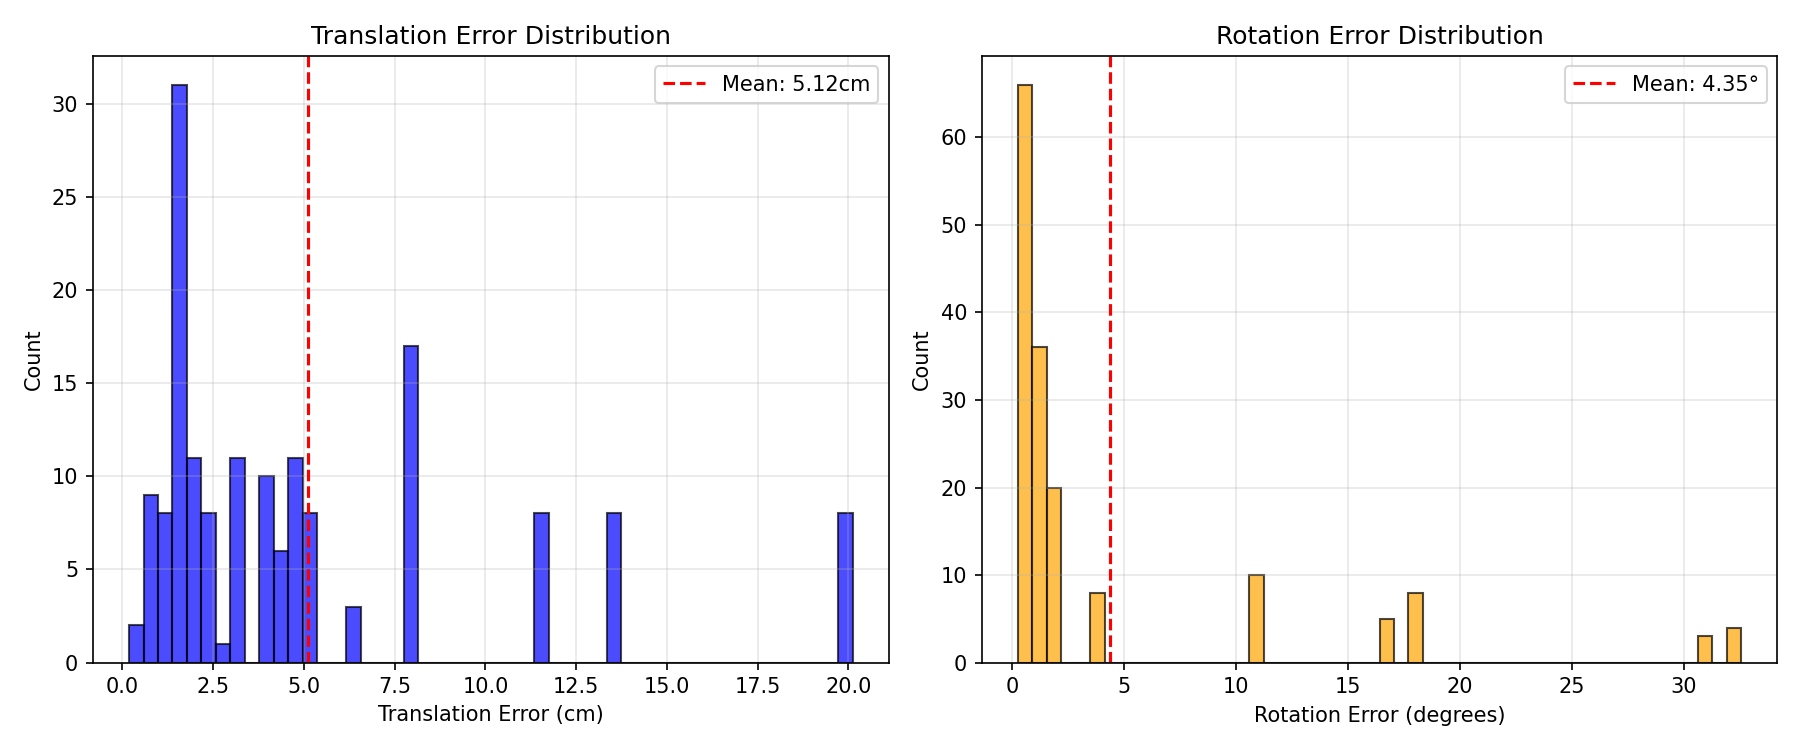 Translation Error Distribution
Mean: 5.12cm
30
25
20
15
10
5
0
Count
0.0 2.5 5.0 7.5 10.0 12.5 15.0 17.5 20.0
Translation Error (cm)
Rotation Error Distribution
Mean: 4.35°
60
50
40
30
20
10
0
Count
0 5 10 15 20 25 30
Rotation Error (degrees)